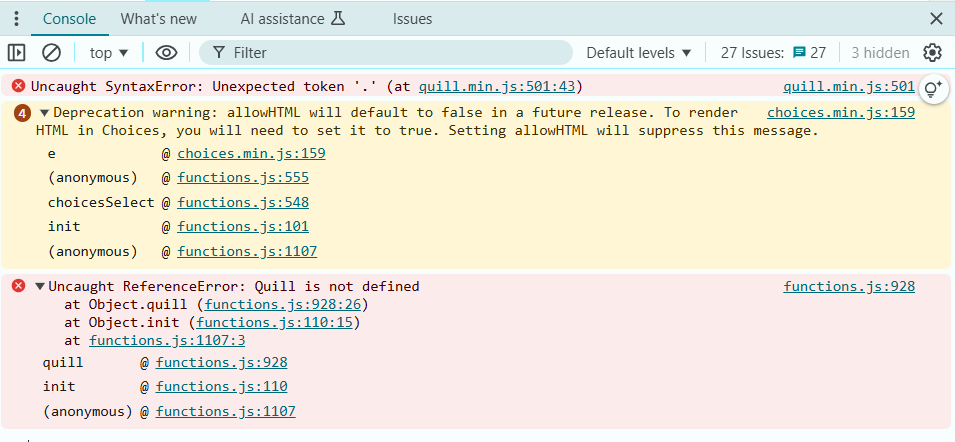 Console What's new AI assistance Issues
top Filter Default levels 27 Issues: 27 3 hidden
Uncaught SyntaxError: Unexpected token '.' (at quill.min.js:501:43) quill.min.js:501
4 Deprecation warning: allowHTML will default to false in a future release. To render choices.min.js:159
HTML in Choices, you will need to set it to true. Setting allowHTML will suppress this message.
e @ choices.min.js:159
(anonymous) @ functions.js:555
choicesSelect @ functions.js:548
init @ functions.js:101
(anonymous) @ functions.js:1107
Uncaught ReferenceError: Quill is not defined functions.js:928
at Object.quill (functions.js:928:26)
at Object.init (functions.js:110:15)
at functions.js:1107:3
quill @ functions.js:928
init @ functions.js:110
(anonymous) @ functions.js:1107